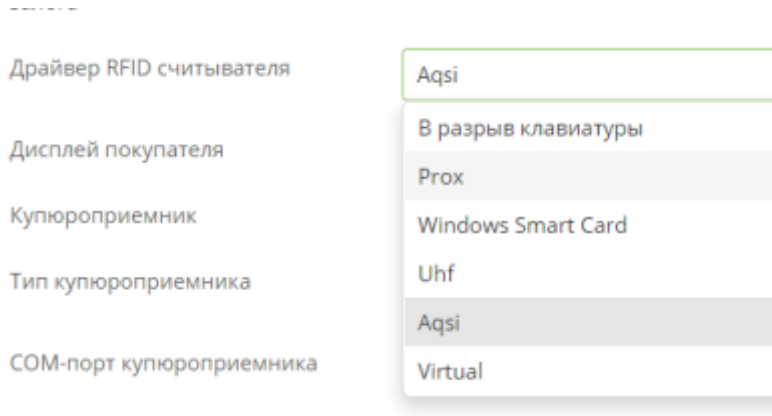 Драйвер RFID считывателя
Aqsi
В разрыв клавиатуры
Дисплей покупателя
Prox
Купюроприемник
Windows Smart Card
Тип купюроприемника
Uhf
Aqsi
COM-порт купюроприемника
Virtual